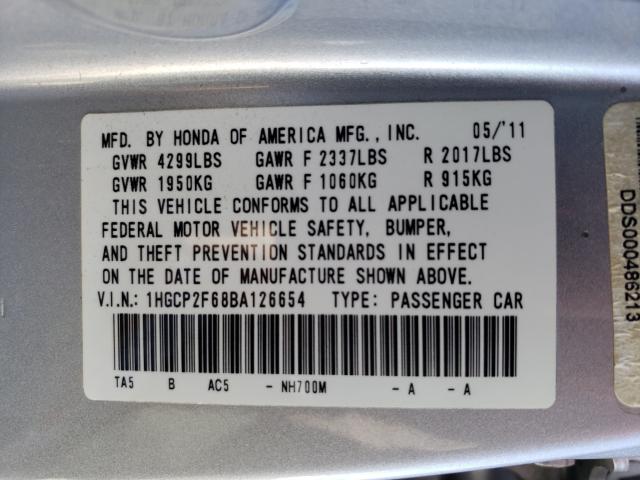 MFD. BY HONDA OF AMERICA MFG., INC. 05/'11
GVWR 4299LBS GAWR F 2337LBS R 2017LBS
GVWR 1950KG GAWR F 1060KG R 915KG
THIS VEHICLE CONFORMS TO ALL APPLICABLE
FEDERAL MOTOR VEHICLE SAFETY, BUMPER,
AND THEFT PREVENTION STANDARDS IN EFFECT
ON THE DATE OF MANUFACTURE SHOWN ABOVE.
V.I.N.: 1HGCP2F68BA126654 TYPE: PASSENGER CAR
TA5 B AC5 - NH700M - A - A
DDS000486213